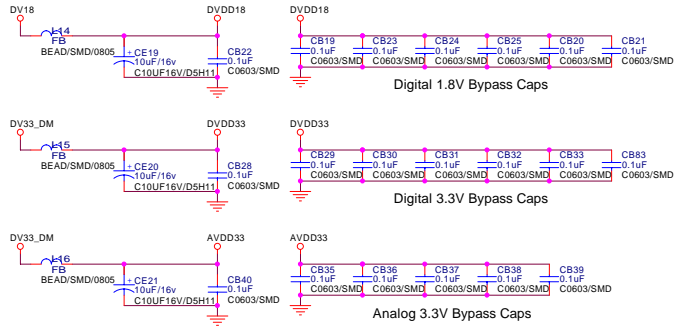 DV18 DVDD18 DVDD18
L14
FB
BEAD/SMD/0805
CE19
10uF/16v
C10UF16V/D5H11
CB22
0.1uF
C0603/SMD
CB19 CB23 CB24 CB25 CB20 CB21
0.1uF 0.1uF 0.1uF 0.1uF 0.1uF 0.1uF
C0603/SMD C0603/SMD C0603/SMD C0603/SMD C0603/SMD C0603/SMD
Digital 1.8V Bypass Caps
DV33_DM DVDD33 DVDD33
L15
FB
BEAD/SMD/0805
CE20
10uF/16v
C10UF16V/D5H11
CB28
0.1uF
C0603/SMD
CB29 CB30 CB31 CB32 CB33 CB83
0.1uF 0.1uF 0.1uF 0.1uF 0.1uF 0.1uF
C0603/SMD C0603/SMD C0603/SMD C0603/SMD C0603/SMD C0603/SMD
Digital 3.3V Bypass Caps
DV33_DM AVDD33 AVDD33
L16
FB
BEAD/SMD/0805
CE21
10uF/16v
C10UF16V/D5H11
CB40
0.1uF
C0603/SMD
CB35 CB36 CB37 CB38 CB39
0.1uF 0.1uF 0.1uF 0.1uF 0.1uF
C0603/SMD C0603/SMD C0603/SMD C0603/SMD C0603/SMD
Analog 3.3V Bypass Caps